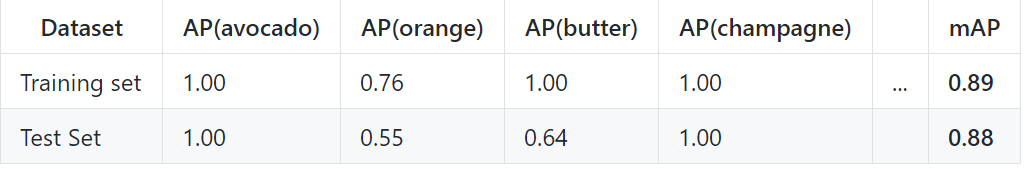 Dataset AP(avocado) AP(orange) AP(butter) AP(champagne) mAP
Training set 1.00 0.76 1.00 1.00 ... 0.89
Test Set 1.00 0.55 0.64 1.00 0.88